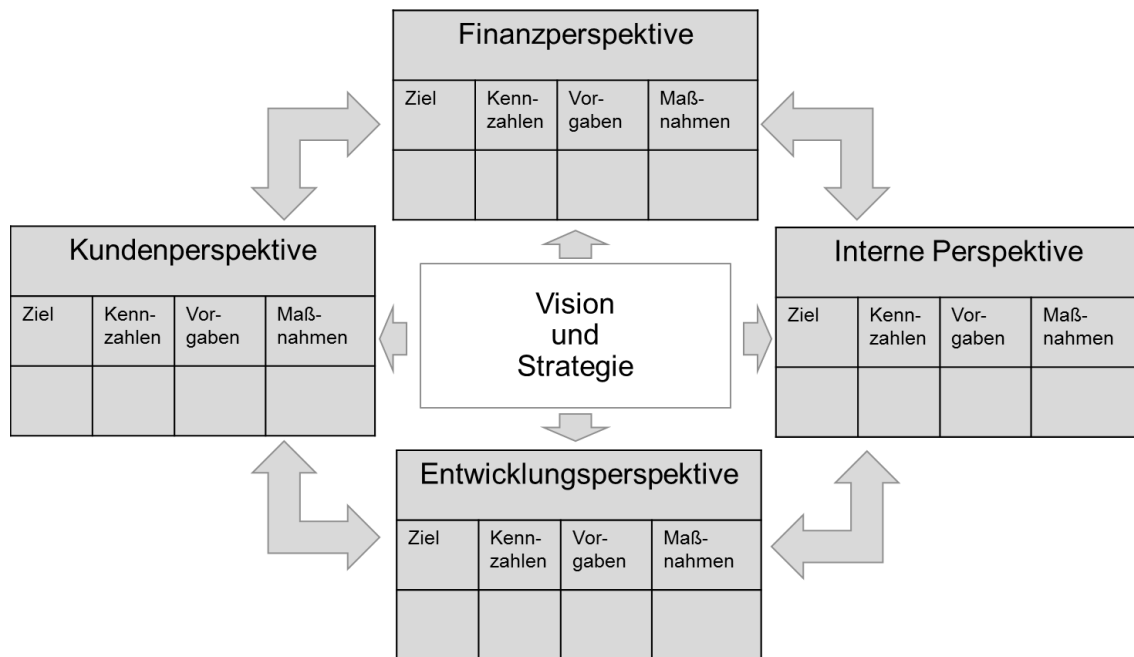 Finanzperspektive
Ziel
Kenn-
zahlen
Vor-
gaben
Maß-
nahmen
Kundenperspektive
Ziel
Kenn-
zahlen
Vor-
gaben
Maß-
nahmen
Vision
und
Strategie
Interne Perspektive
Ziel
Kenn-
zahlen
Vor-
gaben
Maß-
nahmen
Entwicklungsperspektive
Ziel
Kenn-
zahlen
Vor-
gaben
Maß-
nahmen